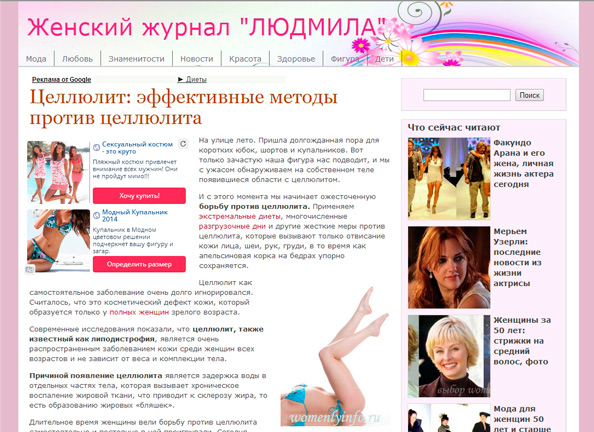 Женский журнал "ЛЮДМИЛА"
Мода
Любовь
Знаменитости
Новости
Красота
Здоровье
Фигура
Дети
Реклама от Google
► Диеты
Целлюлит: эффективные методы
против целлюлита
Сексуальный костюм
- это круто
Пляжный костюм привлечет
внимание всех мужчин! Они
не пройдут мимо!!!
Хочу купить!
Модный Купальник
2014
Купальник в Модном
цветовом решении
подчеркнет вашу фигуру и
загар.
Определить размер
На улице лето. Пришла долгожданная пора для
коротких юбок, шортов и купальников. Вот
только зачастую наша фигура нас подводит, и мы
с ужасом обнаруживаем на собственном теле
появившиеся области с целлюлитом.
И с этого момента начинает ожесточенную
борьбу против целлюлита. Применяем
экстремальные диеты, многочисленные
разгрузочные дни и другие жесткие меры против
целлюлита, которые вызывают только отвисание
кожи лица, шеи, рук, груди, в то время как
апельсиновая корка на бедрах упорно
сохраняется.
Целлюлит как
самостоятельное заболевание очень долго игнорировался.
Считалось, что это косметический дефект кожи, который
образуется только у полных женщин зрелого возраста.
Современные исследования показали, что целлюлит, также
известный как липодистрофия, является очень
распространенным заболеванием кожи среди женщин всех
возрастов и не зависит от веса и комплекции тела.
Причиной появление целлюлита является задержка воды в
отдельных частях тела, которая вызывает хроническое
воспаление жировой ткани, что приводит к склерозу жира, то
есть образованию жировых «бляшек».
Длительное время женщины вели борьбу против целлюлита
womenlyinfo.ru
Поиск
Что сейчас читают
Факундо
Арана и его
жена, личная
жизнь актера
сегодня
Мерьем
Узерли:
последние
новости из
жизни
актрисы
Женщины за
50 лет:
стрижки на
средний
волос, фото
выбор wom
Мода для
женщин 50
лет и старше